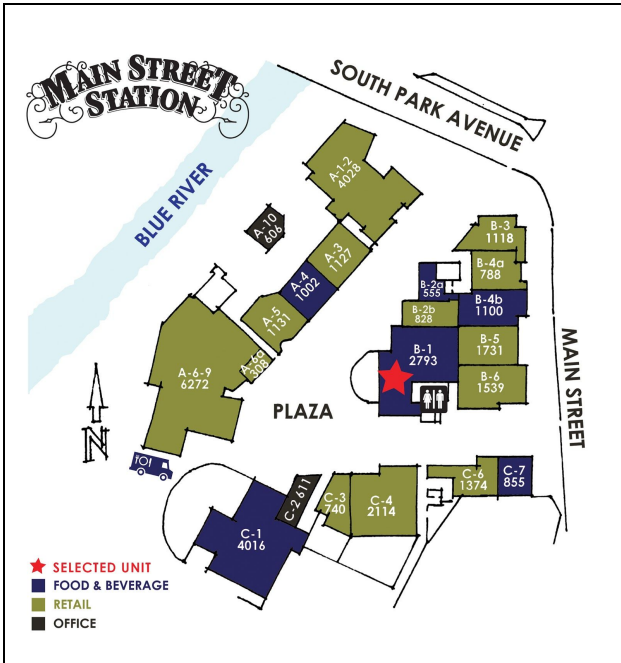 MAIN STREET
STATION
SOUTH PARK AVENUE
BLUE RIVER
A-1-2
4028
A-10
606
A-3
1127
A-4
1002
A-5
1131
A-6a
308
A-6-9
6272
B-3
1118
B-4a
788
B-2a
555
B-4b
1100
B-2b
828
B-1
2793
B-5
1731
B-6
1539
MAIN STREET
PLAZA
N
C-1
4016
C-2 611
C-3
740
C-4
2114
C-6
1374
C-7
855
SELECTED UNIT
FOOD & BEVERAGE
RETAIL
OFFICE